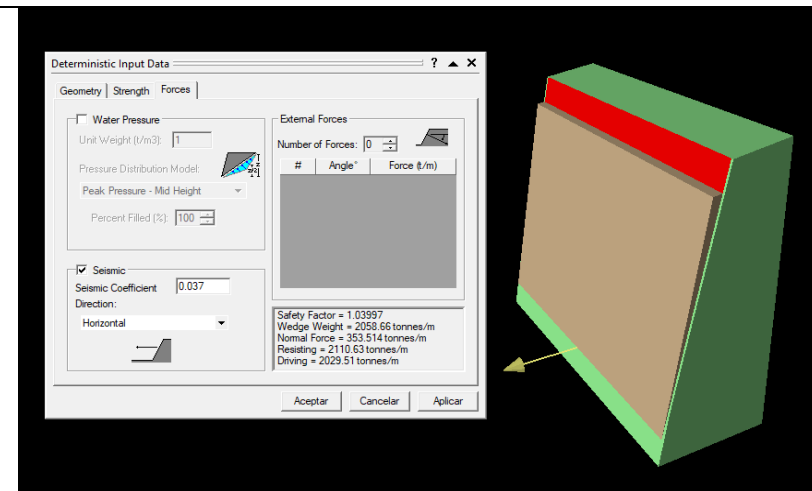 Deterministic Input Data
Geometry Strength Forces
Water Pressure
Unit Weight (t/m3): 1
Pressure Distribution Model:
Peak Pressure - Mid Height
Percent Filled (%): 100
Seismic
Seismic Coefficient 0.037
Direction:
Horizontal
External Forces
Number of Forces: 0
# Angle° Force (t/m)
Safety Factor = 1.03997
Wedge Weight = 2058.66 tonnes/m
Normal Force = 353.514 tonnes/m
Resisting = 2110.63 tonnes/m
Driving = 2029.51 tonnes/m
Aceptar Cancelar Aplicar